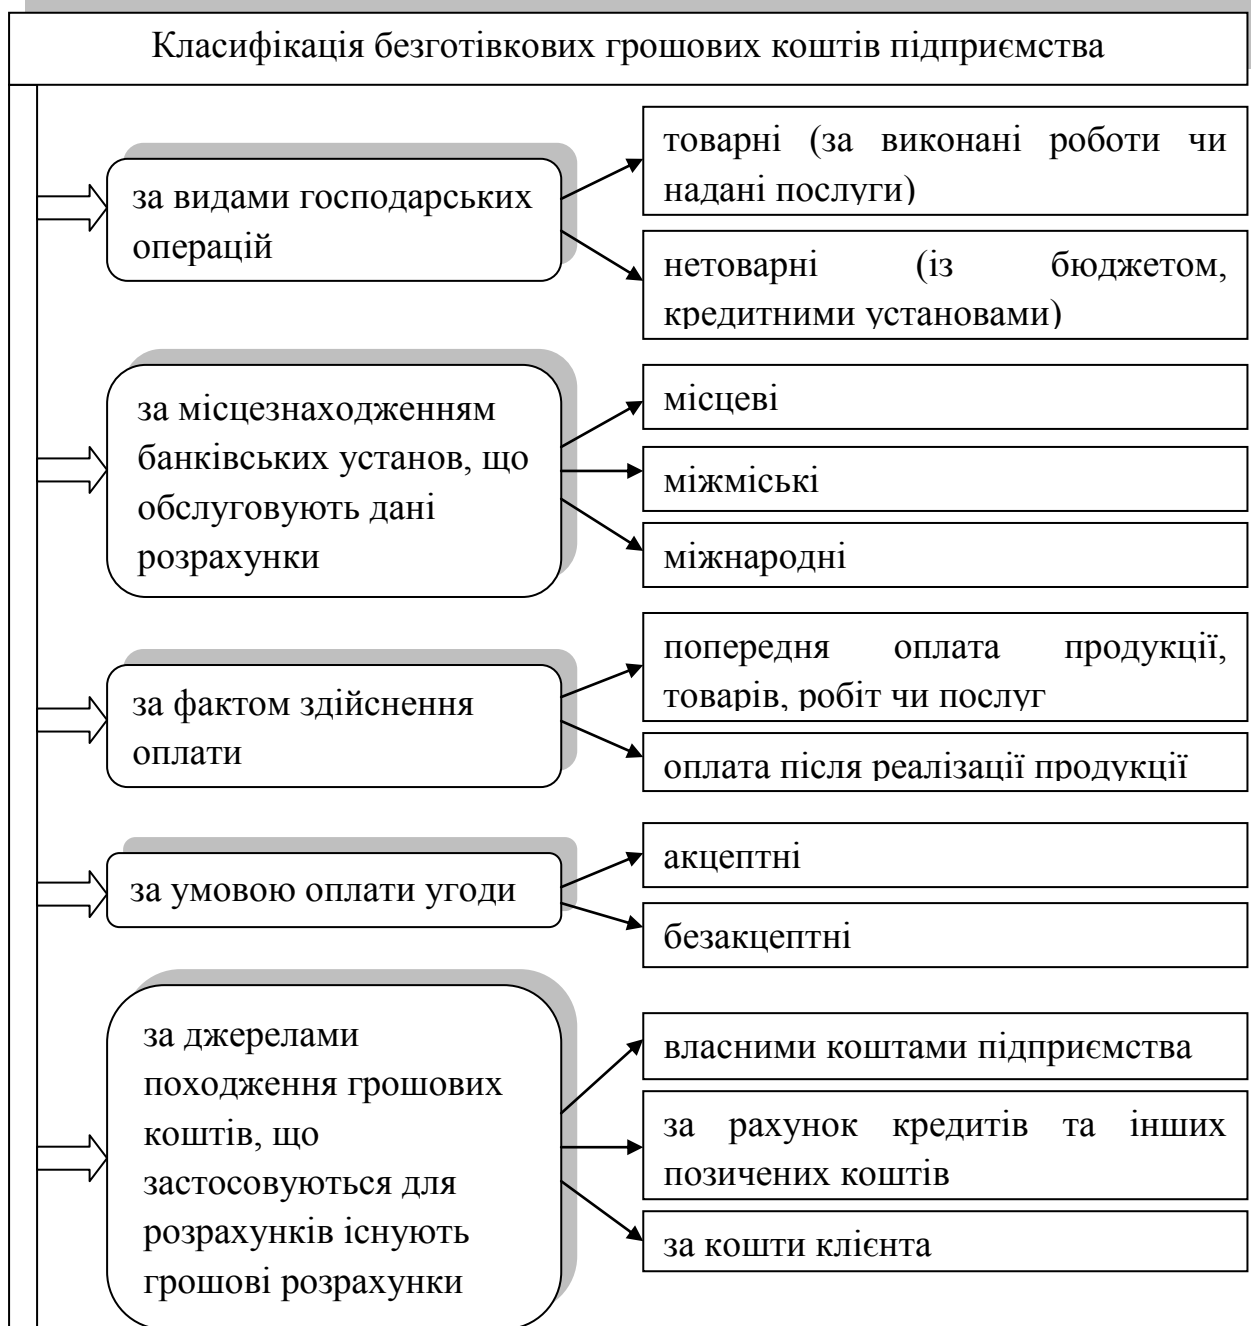 Класифікація безготівкових грошових коштів підприємства
за видами господарських
операцій
товарні (за виконані роботи чи
надані послуги)
нетоварні (із бюджетом,
кредитними установами)
за місцезнаходженням
банківських установ, що
обслуговують дані
розрахунки
місцеві
міжміські
міжнародні
за фактом здійснення
оплати
попередня оплата продукції,
товарів, робіт чи послуг
оплата після реалізації продукції
за умовою оплати угоди
акцептні
безакцептні
за джерелами
походження грошових
коштів, що
застосовуються для
розрахунків існують
грошові розрахунки
власними коштами підприємства
за рахунок кредитів та інших
позичених коштів
за кошти клієнта